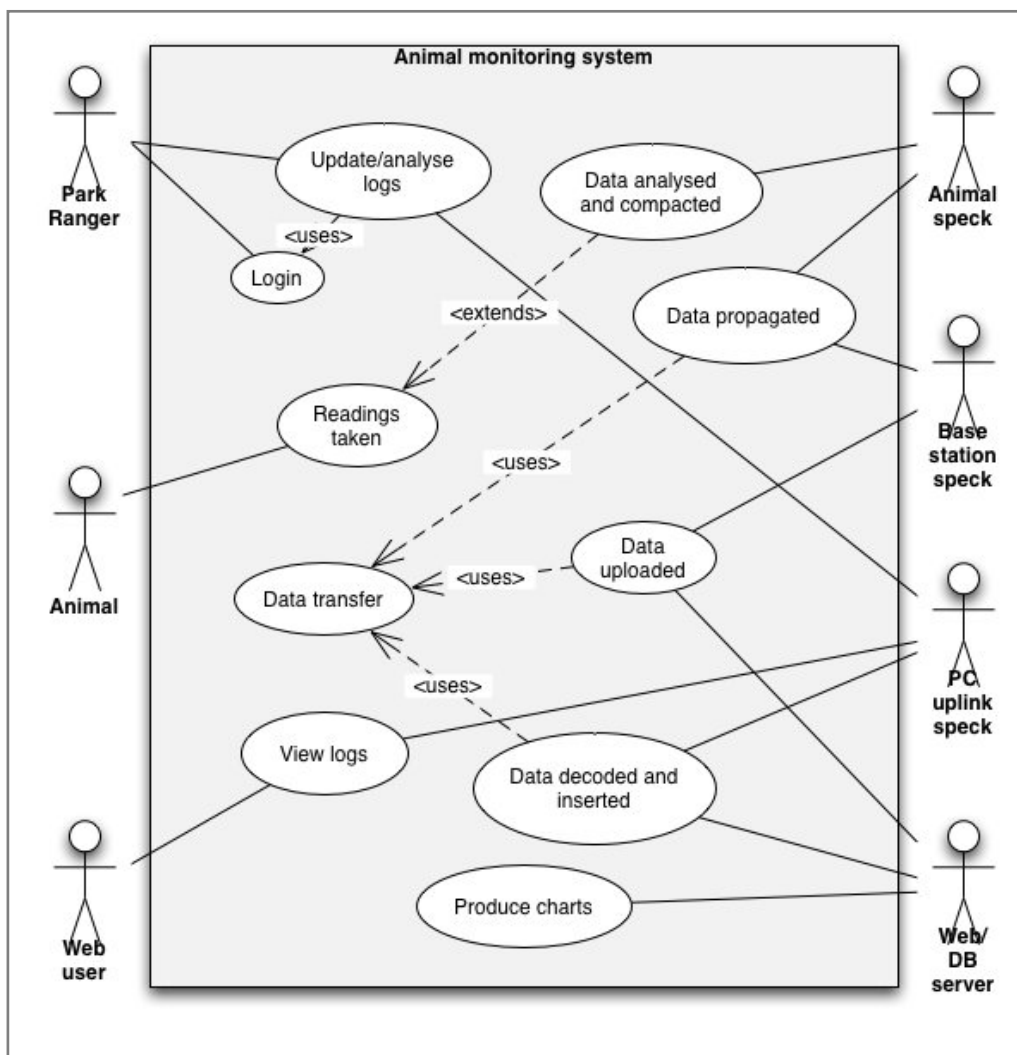 Animal monitoring system
Park
Ranger
Update/analyse
logs
Data analysed
and compacted
Animal
speck
<uses>
Login
<extends>
Data propagated
Readings
taken
Base
station
speck
<uses>
Animal
Data transfer
<uses>
Data
uploaded
<uses>
PC
uplink
speck
View logs
Data decoded and
inserted
Produce charts
Web
user
Web/
DB
server